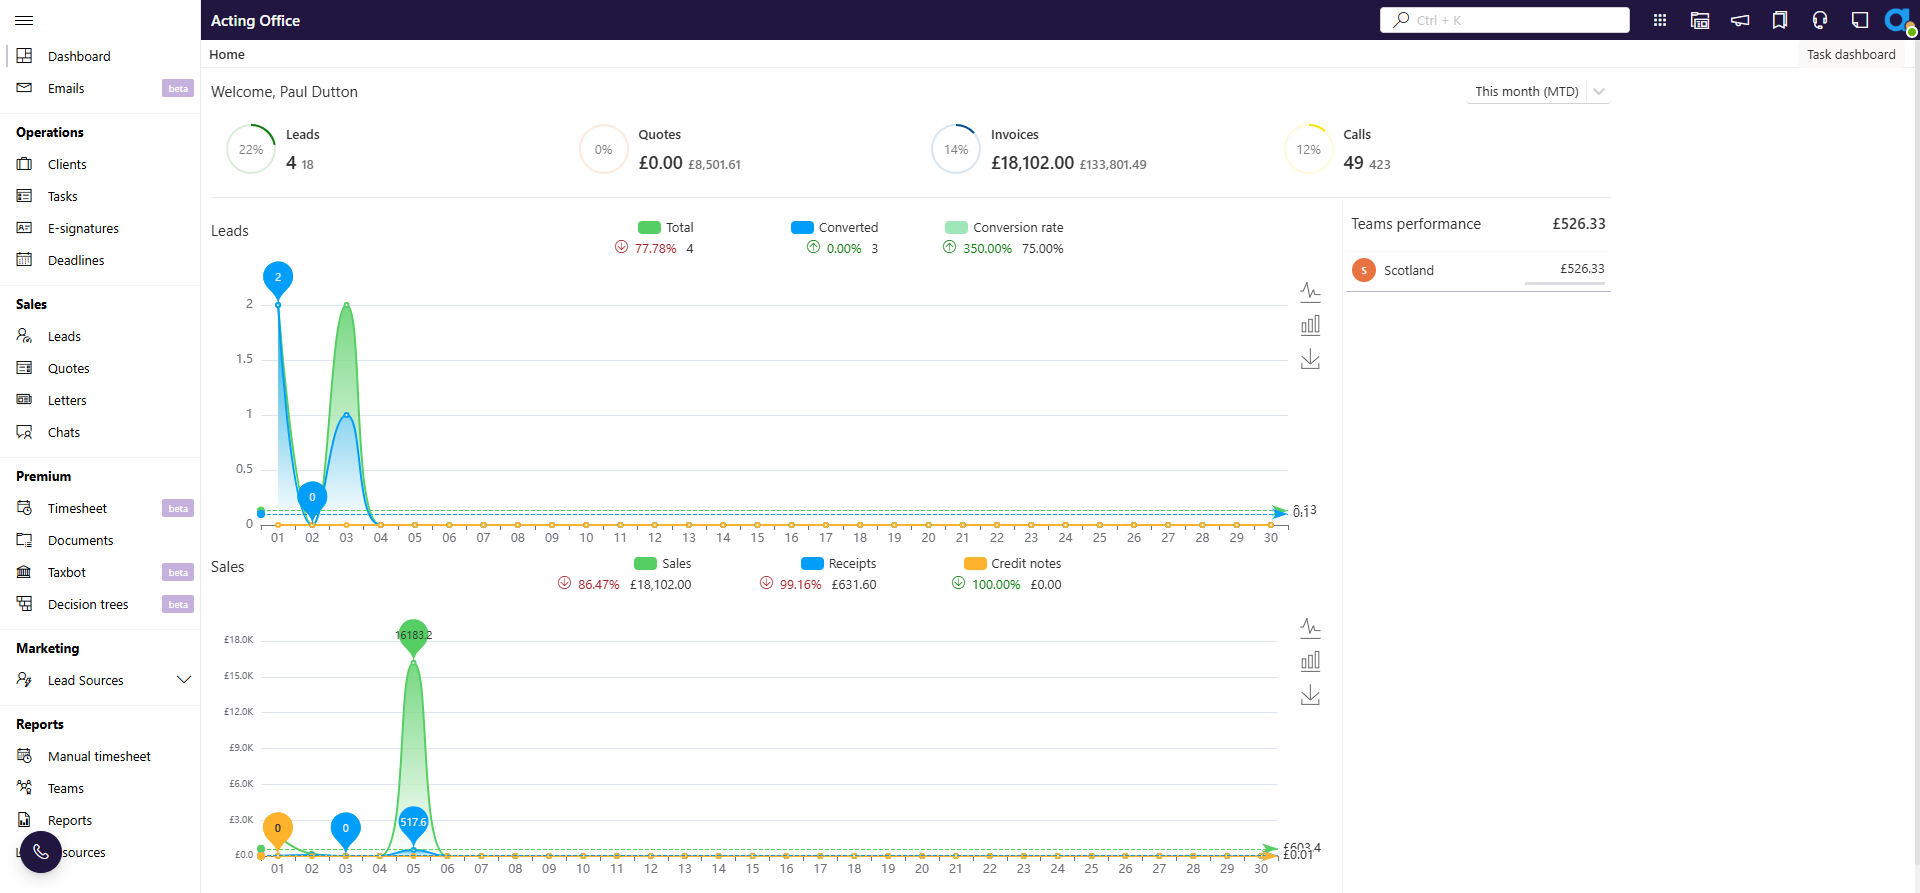 Acting Office
Ctrl + K
Home
Task dashboard
Dashboard
Emails beta
Operations
Clients
Tasks
E-signatures
Deadlines
Sales
Leads
Quotes
Letters
Chats
Premium
Timesheet beta
Documents
Taxbot beta
Decision trees beta
Marketing
Lead Sources
Reports
Manual timesheet
Teams
Reports
sources
Welcome, Paul Dutton
This month (MTD)
22% Leads 4 18
0% Quotes £0.00 £8,501.61
14% Invoices £18,102.00 £133,801.49
12% Calls 49 423
Leads
Total 77.78% 4
Converted 0.00% 3
Conversion rate 350.00% 75.00%
2
0
2
1.5
1
0.5
0
0.1
01 02 03 04 05 06 07 08 09 10 11 12 13 14 15 16 17 18 19 20 21 22 23 24 25 26 27 28 29 30
Sales
Sales 86.47% £18,102.00
Receipts 99.16% £631.60
Credit notes 100.00% £0.00
16183.2
0
0
517.6
£18.0K
£15.0K
£12.0K
£9.0K
£6.0K
£3.0K
£0.0
£603.4
£0.01
01 02 03 04 05 06 07 08 09 10 11 12 13 14 15 16 17 18 19 20 21 22 23 24 25 26 27 28 29 30
Teams performance £526.33
S Scotland £526.33